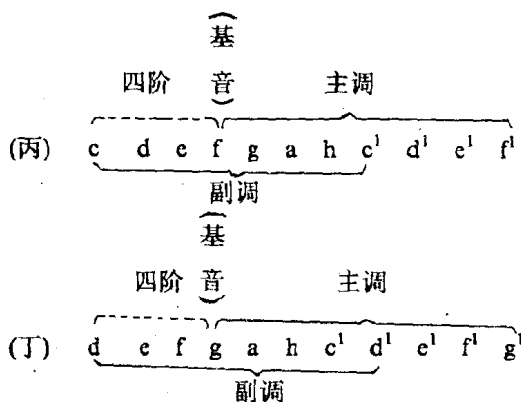 (基
四阶 音) 主调
(丙) c d e f g a h c¹ d¹ e¹ f¹
副调
(基
四阶 音) 主调
(丁) d e f g a h c¹ d¹ e¹ f¹ g¹
副调